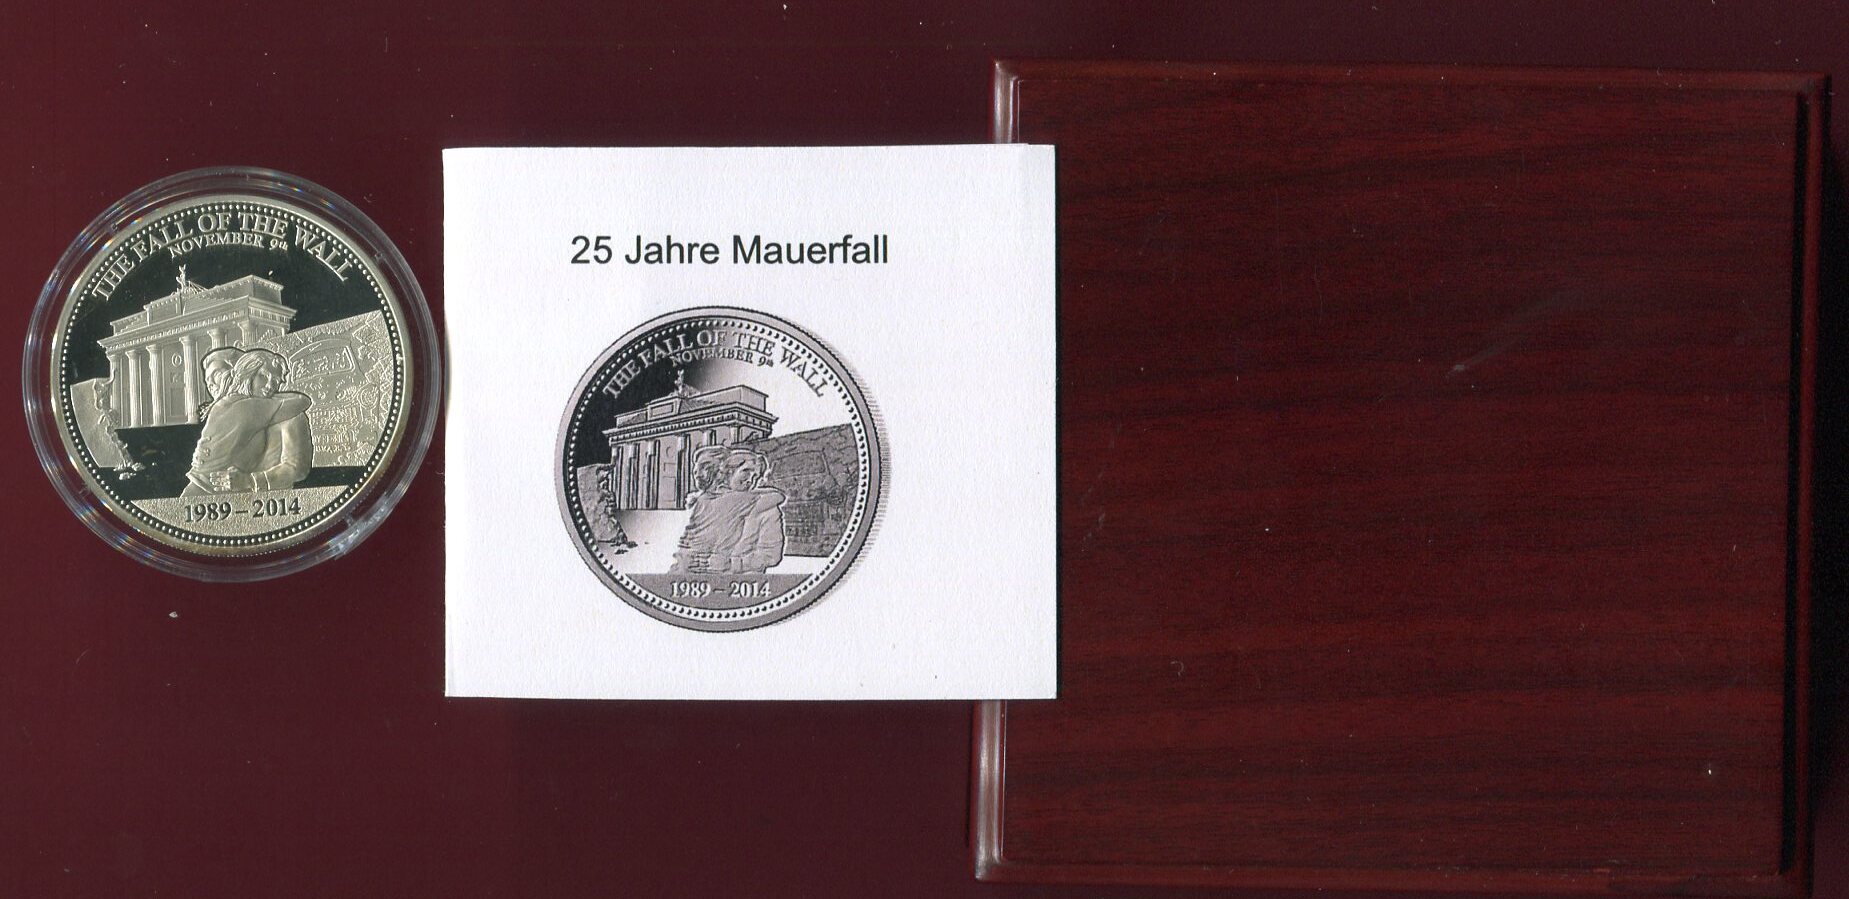 THE FALL OF THE WALL
NOVEMBER 9th
1989 – 2014
25 Jahre Mauerfall
THE FALL OF THE WALL
NOVEMBER 9th
1989 – 2014